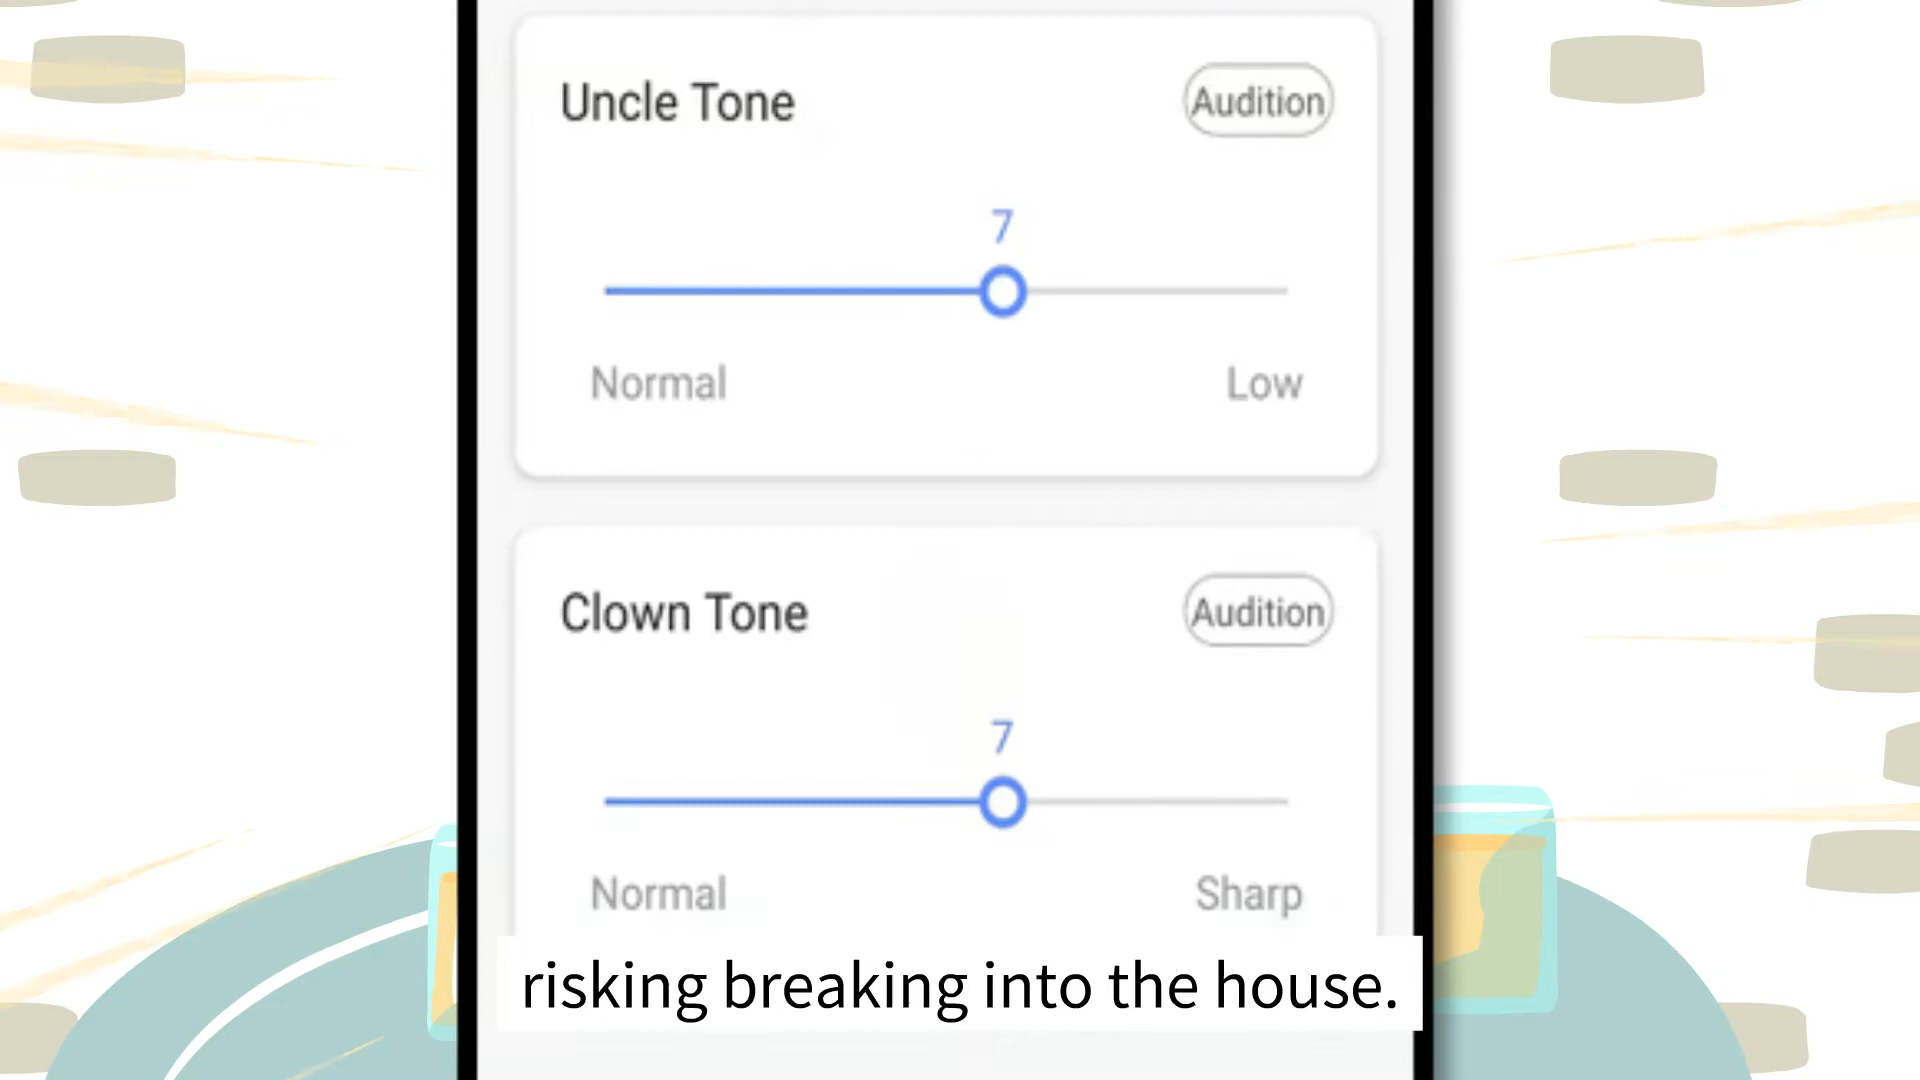 Uncle Tone
Audition
7
Normal
Low
Clown Tone
Audition
7
Normal
Sharp
risking breaking into the house.